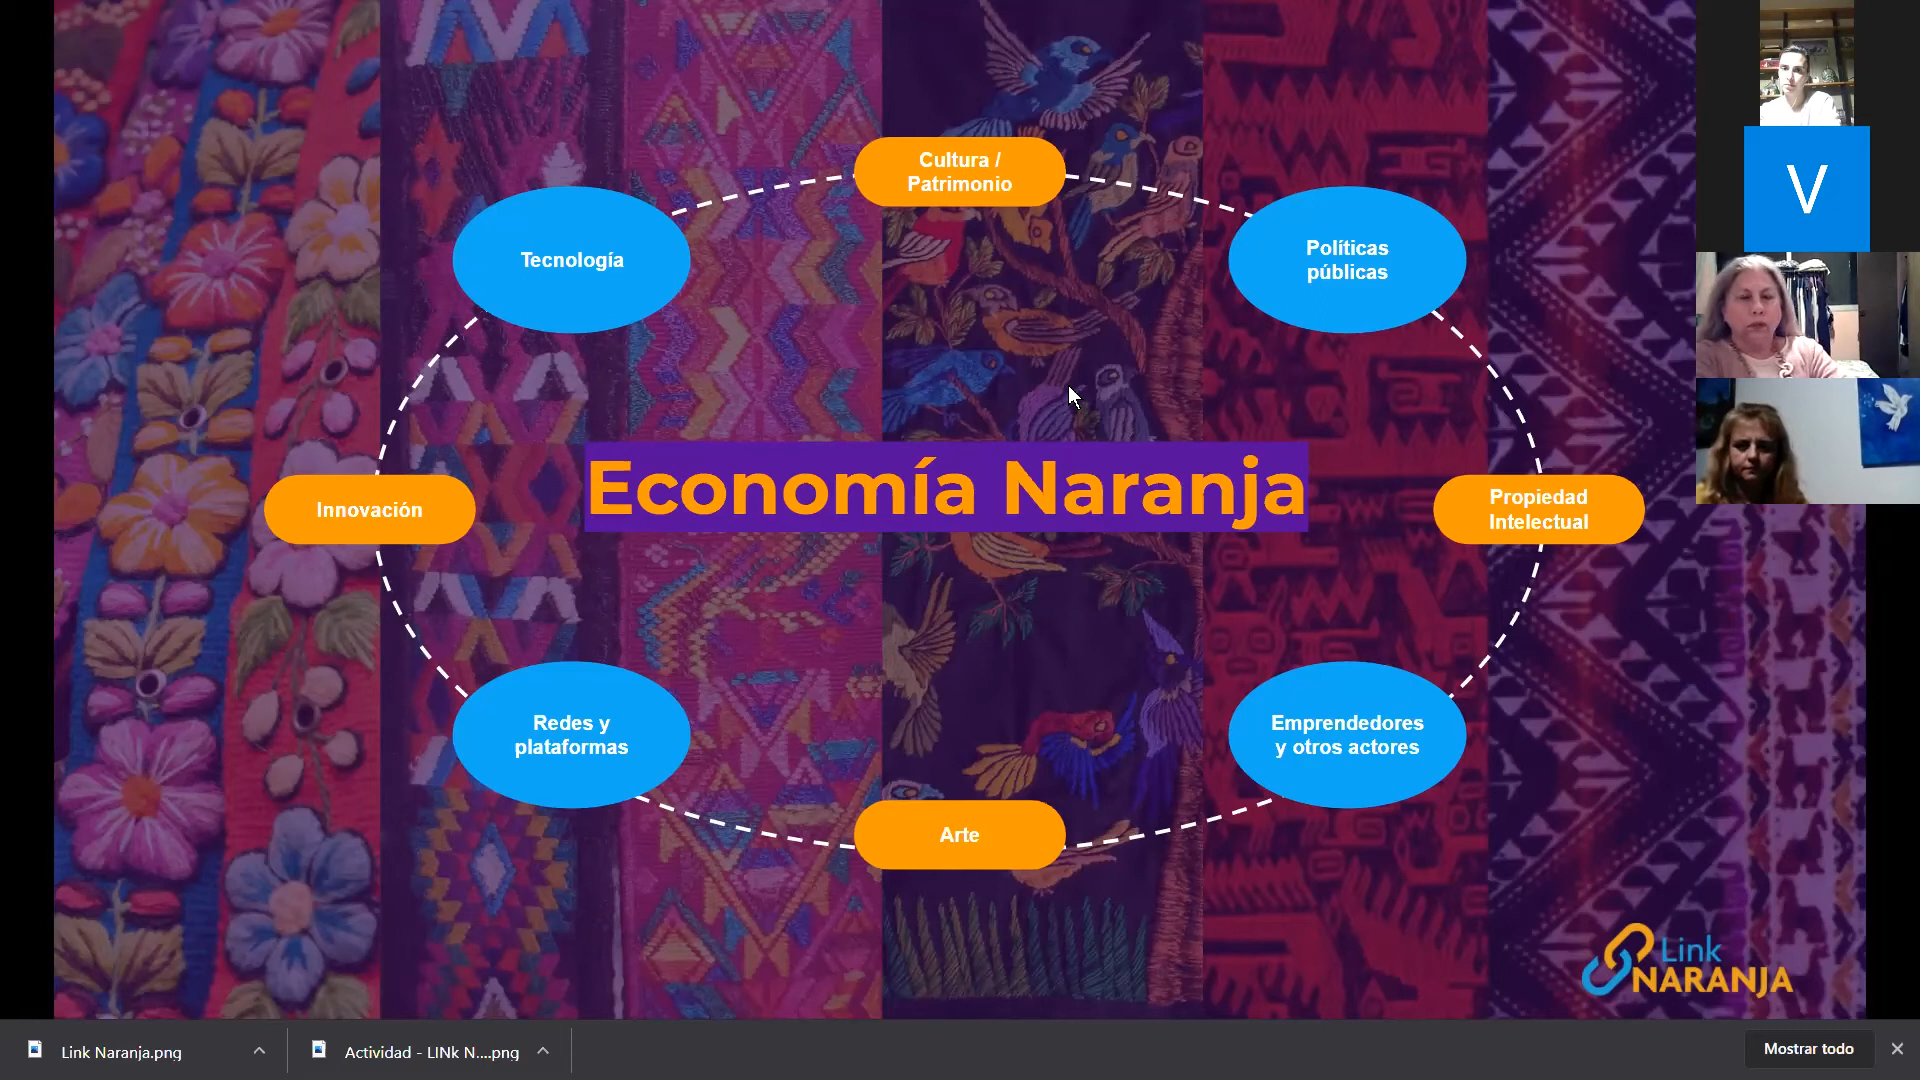 Cultura /
Patrimonio
Tecnología
Políticas
públicas
V
Economía Naranja
Innovación
Propiedad
Intelectual
Redes y
plataformas
Emprendedores
y otros actores
Arte
Link
NARANJA
Link Naranja.png
Actividad - LINk N....png
Mostrar todo